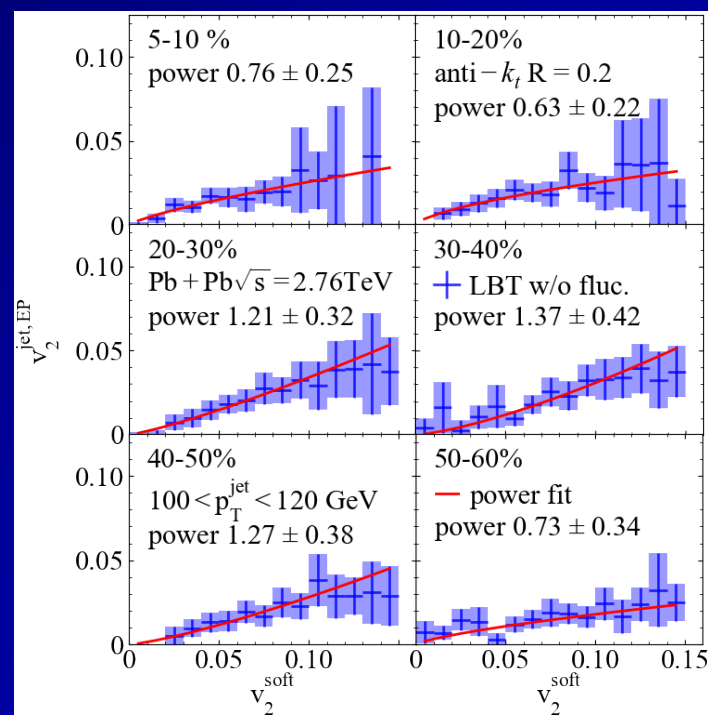 5-10 %
power 0.76 ± 0.25
10-20%
anti−k_t R = 0.2
power 0.63 ± 0.22
0.10
0.05
0
20-30%
Pb + Pb√s = 2.76TeV
power 1.21 ± 0.32
30-40%
LBT w/o fluc.
power 1.37 ± 0.42
0.10
0.05
0
v_2^{jet,EP}
40-50%
100 < p_T^{jet} < 120 GeV
power 1.27 ± 0.38
50-60%
power fit
power 0.73 ± 0.34
0.10
0.05
0
0 0.05 0.10 0 0.05 0.10 0.15
v_2^{soft} v_2^{soft}